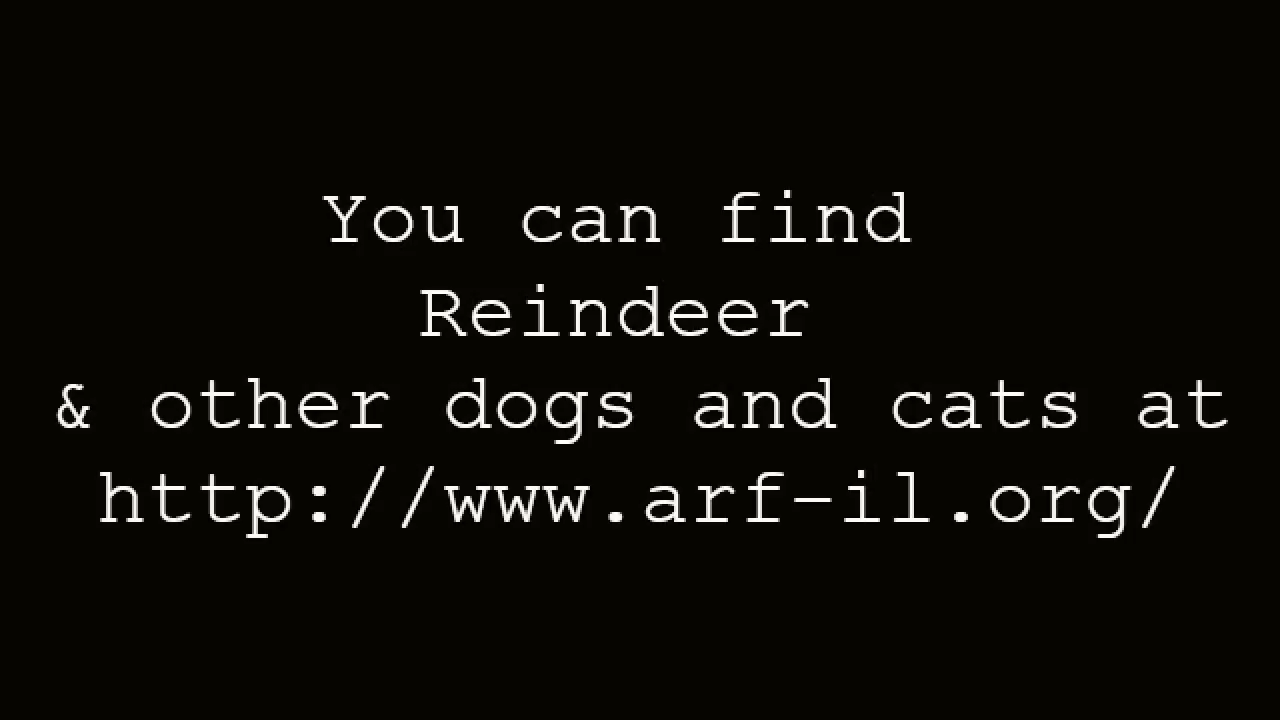 You can find
Reindeer
& other dogs and cats at
http://www.arf-il.org/